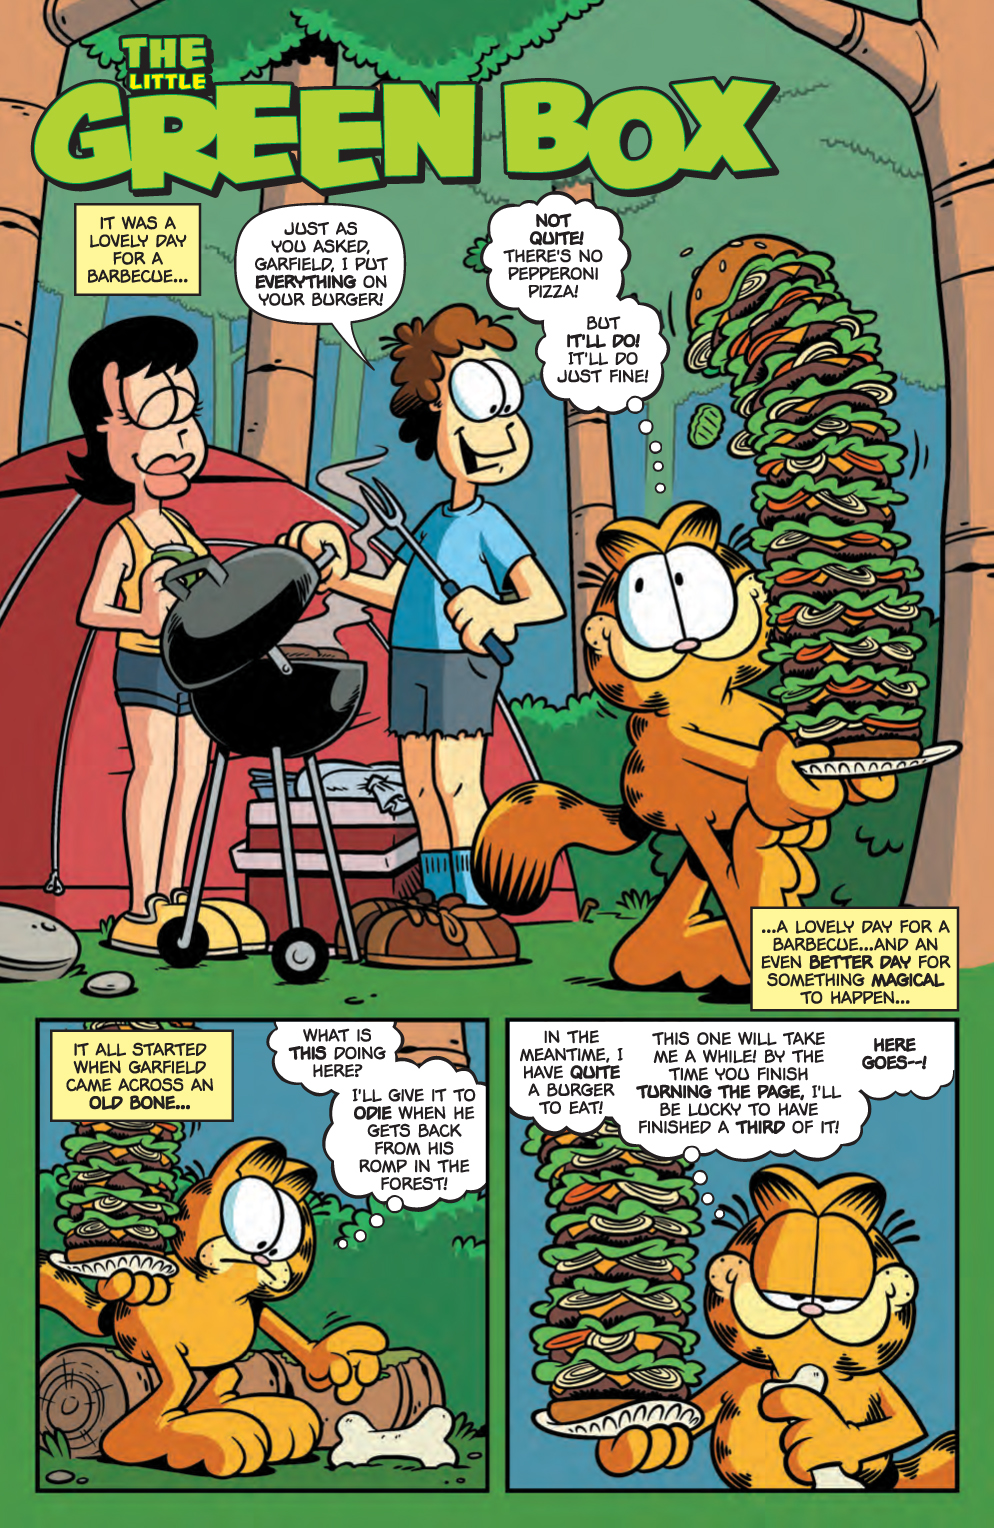 THE
LITTLE
GREEN BOX
IT WAS A
LOVELY DAY
FOR A
BARBECUE...
JUST AS
YOU ASKED,
GARFIELD, I PUT
EVERYTHING ON
YOUR BURGER!
NOT
QUITE!
THERE'S NO
PEPPERONI
PIZZA!
BUT
IT'LL DO!
IT'LL DO
JUST FINE!
...A LOVELY DAY FOR A
BARBECUE...AND AN
EVEN BETTER DAY FOR
SOMETHING MAGICAL
TO HAPPEN...
IT ALL STARTED
WHEN GARFIELD
CAME ACROSS AN
OLD BONE...
WHAT IS
THIS DOING
HERE?
I'LL GIVE IT TO
ODIE WHEN HE
GETS BACK
FROM HIS
ROMP IN THE
FOREST!
IN THE
MEANTIME, I
HAVE QUITE
A BURGER
TO EAT!
THIS ONE WILL TAKE
ME A WHILE! BY THE
TIME YOU FINISH
TURNING THE PAGE, I'LL
BE LUCKY TO HAVE
FINISHED A THIRD OF IT!
HERE
GOES--!